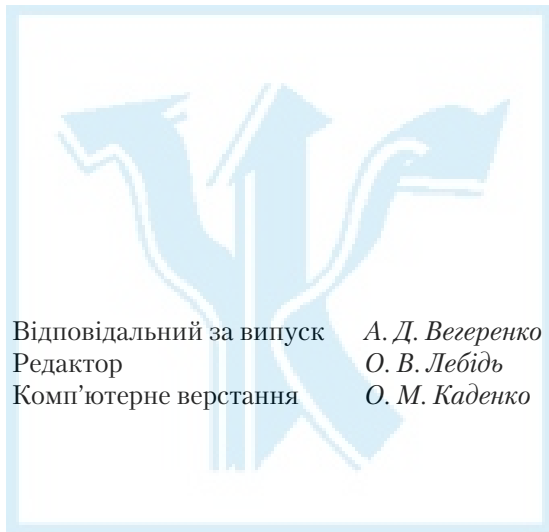 Відповідальний за випуск А. Д. Вегеренко
Редактор О. В. Лебідь
Комп’ютерне верстання О. М. Каденко